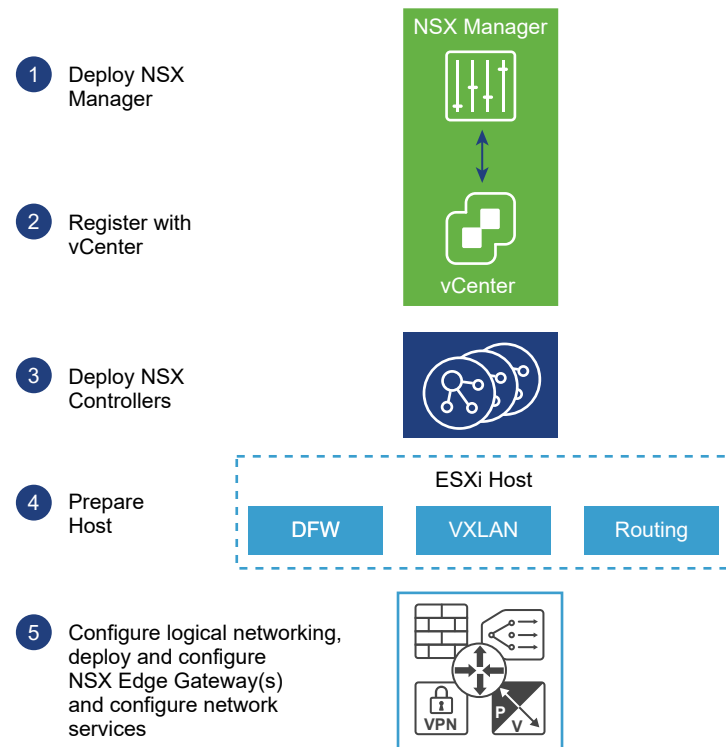 NSX Manager
1 Deploy NSX
Manager
2 Register with
vCenter
vCenter
3 Deploy NSX
Controllers
ESXi Host
4 Prepare
Host
DFW VXLAN Routing
5 Configure logical networking,
deploy and configure
NSX Edge Gateway(s)
and configure network
services
VPN
P
V